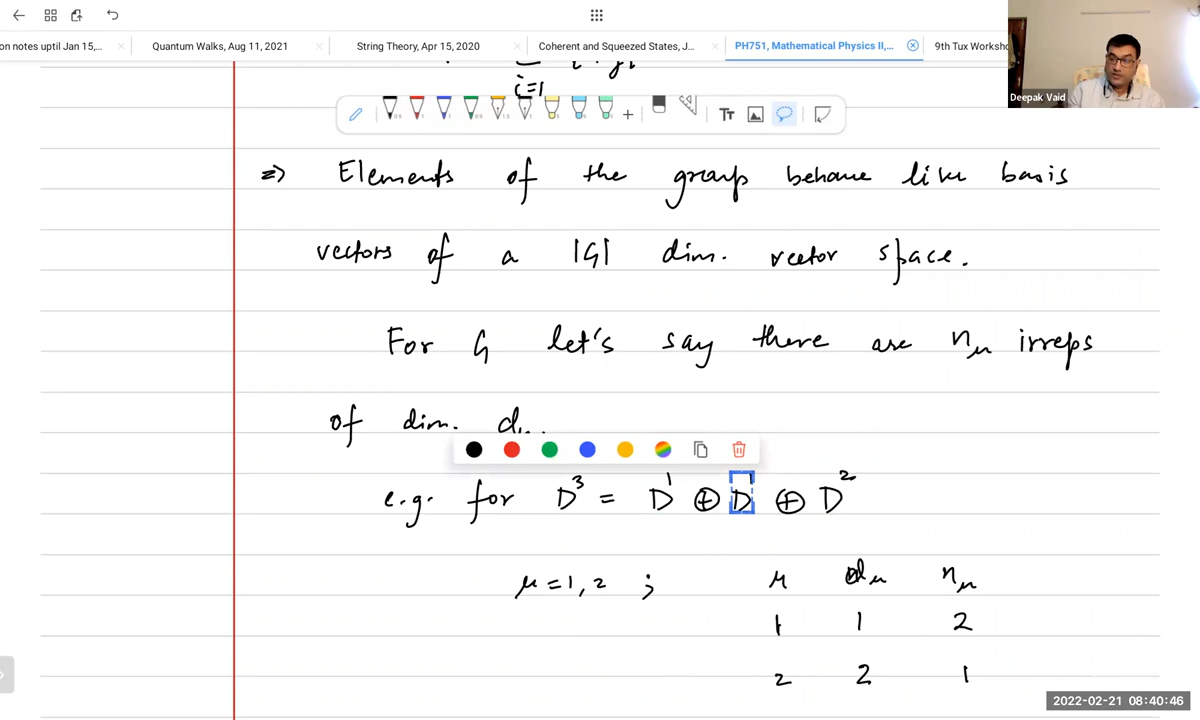 on notes until Jan 15,...
Quantum Walks, Aug 11, 2021
String Theory, Apr 15, 2020
Coherent and Squeezed States, J...
PH751, Mathematical Physics II,...
9th Tux Worksho
Deepak Vaid
i=1
Tт
⇒ Elements of the group behave like basis
vectors of a |G| dim. vector space.
For G let's say there are nμ irreps
of dim. dμ.
e.g. for D³ = D¹ ⊕ D¹ ⊕ D²
μ = 1, 2 ; μ dμ nμ
1 1 2
2 2 1
2022-02-21 08:40:46